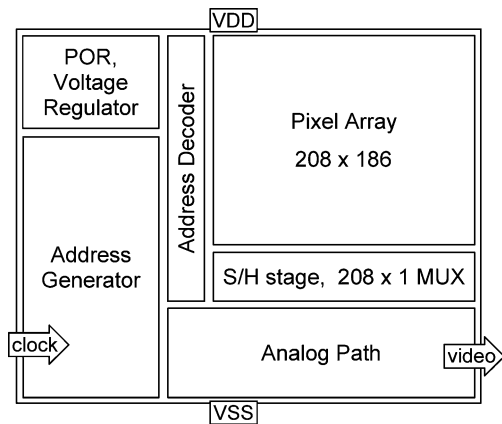 VDD
POR,
Voltage
Regulator
Address Decoder
Pixel Array
208 x 186
Address
Generator
S/H stage, 208 x 1 MUX
clock
Analog Path
video
VSS